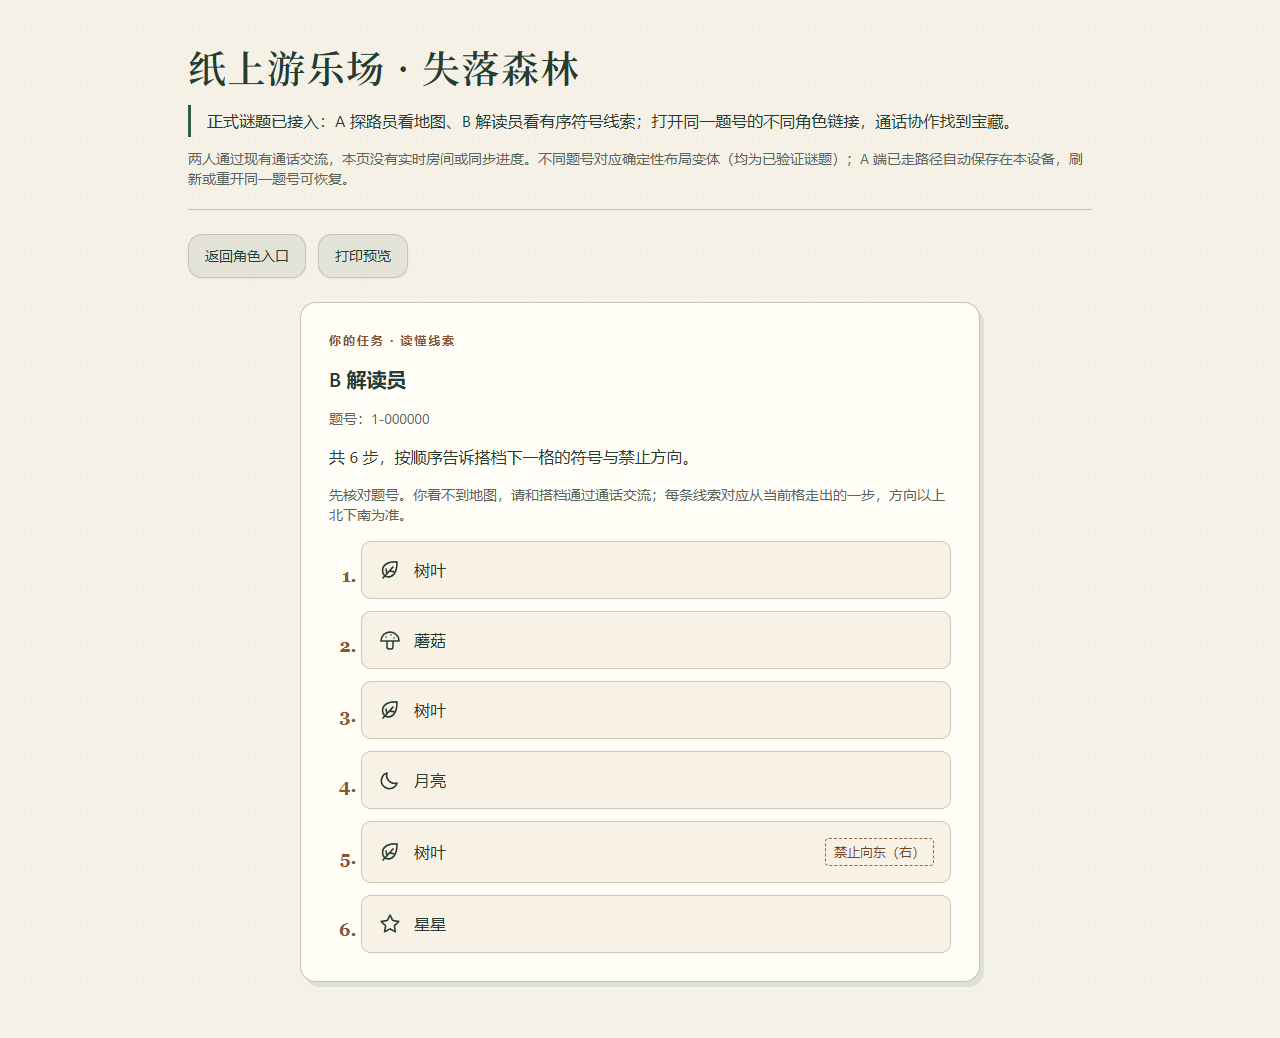 纸上游乐场 · 失落森林
正式谜题已接入：A 探路员看地图、B 解读员看有序符号线索；打开同一题号的不同角色链接，通话协作找到宝藏。
两人通过现有通话交流，本页没有实时房间或同步进度。不同题号对应确定性布局变体（均为已验证谜题）；A 端已走路径自动保存在本设备，刷
新或重开同一题号可恢复。
返回角色入口
打印预览
你的任务 · 读懂线索
B 解读员
题号：1-000000
共 6 步，按顺序告诉搭档下一格的符号与禁止方向。
先核对题号。你看不到地图，请和搭档通过通话交流；每条线索对应从当前格走出的一步，方向以上
北下南为准。
1. 树叶
2. 蘑菇
3. 树叶
4. 月亮
5. 树叶 禁止向东（右）
6. 星星